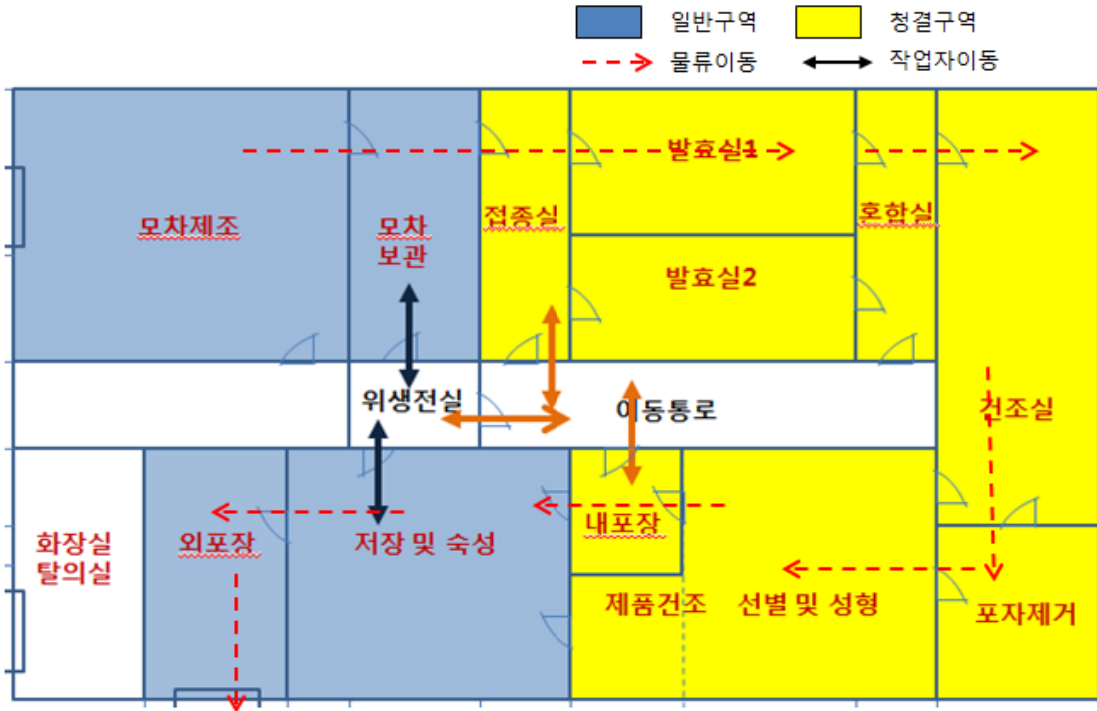 일반구역
청결구역
물류이동
작업자이동
모차제조
모차
보관
접종실
발효실1
발효실2
혼합실
위생전실
이동통로
건조실
화장실
탈의실
외포장
저장 및 숙성
내포장
제품건조
선별 및 성형
포자제거